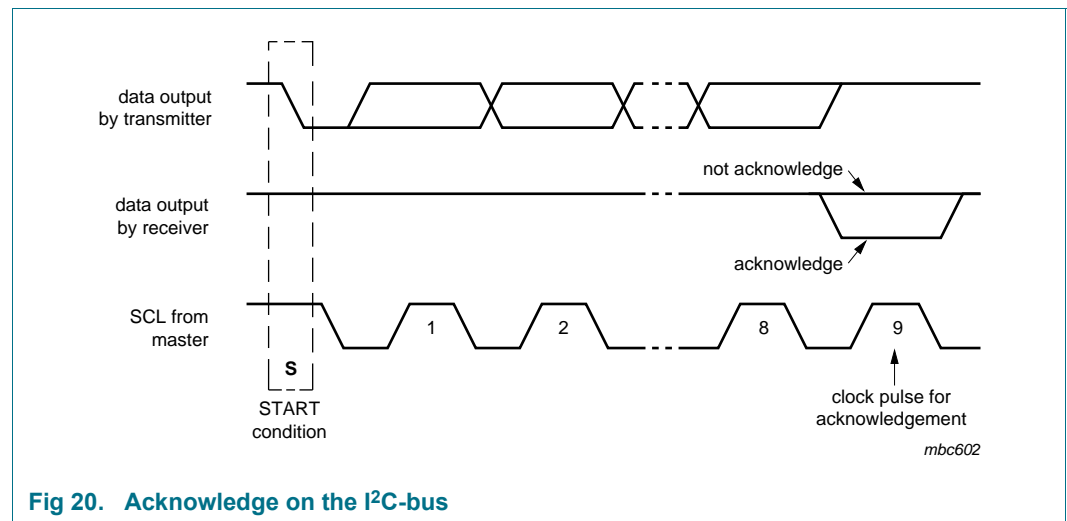 data output
by transmitter
not acknowledge
data output
by receiver
acknowledge
SCL from
master
1
2
8
9
S
START
condition
clock pulse for
acknowledgement
mbc602
Fig 20. Acknowledge on the I²C-bus